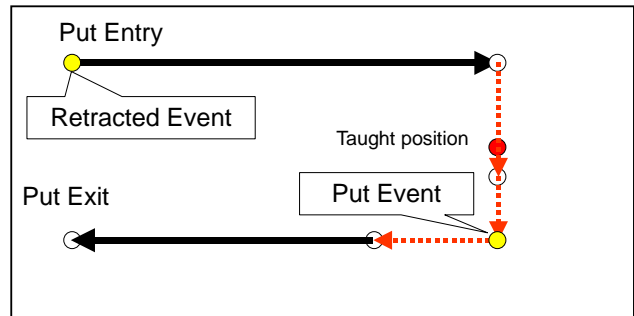 Put Entry
Retracted Event
Taught position
Put Exit
Put Event